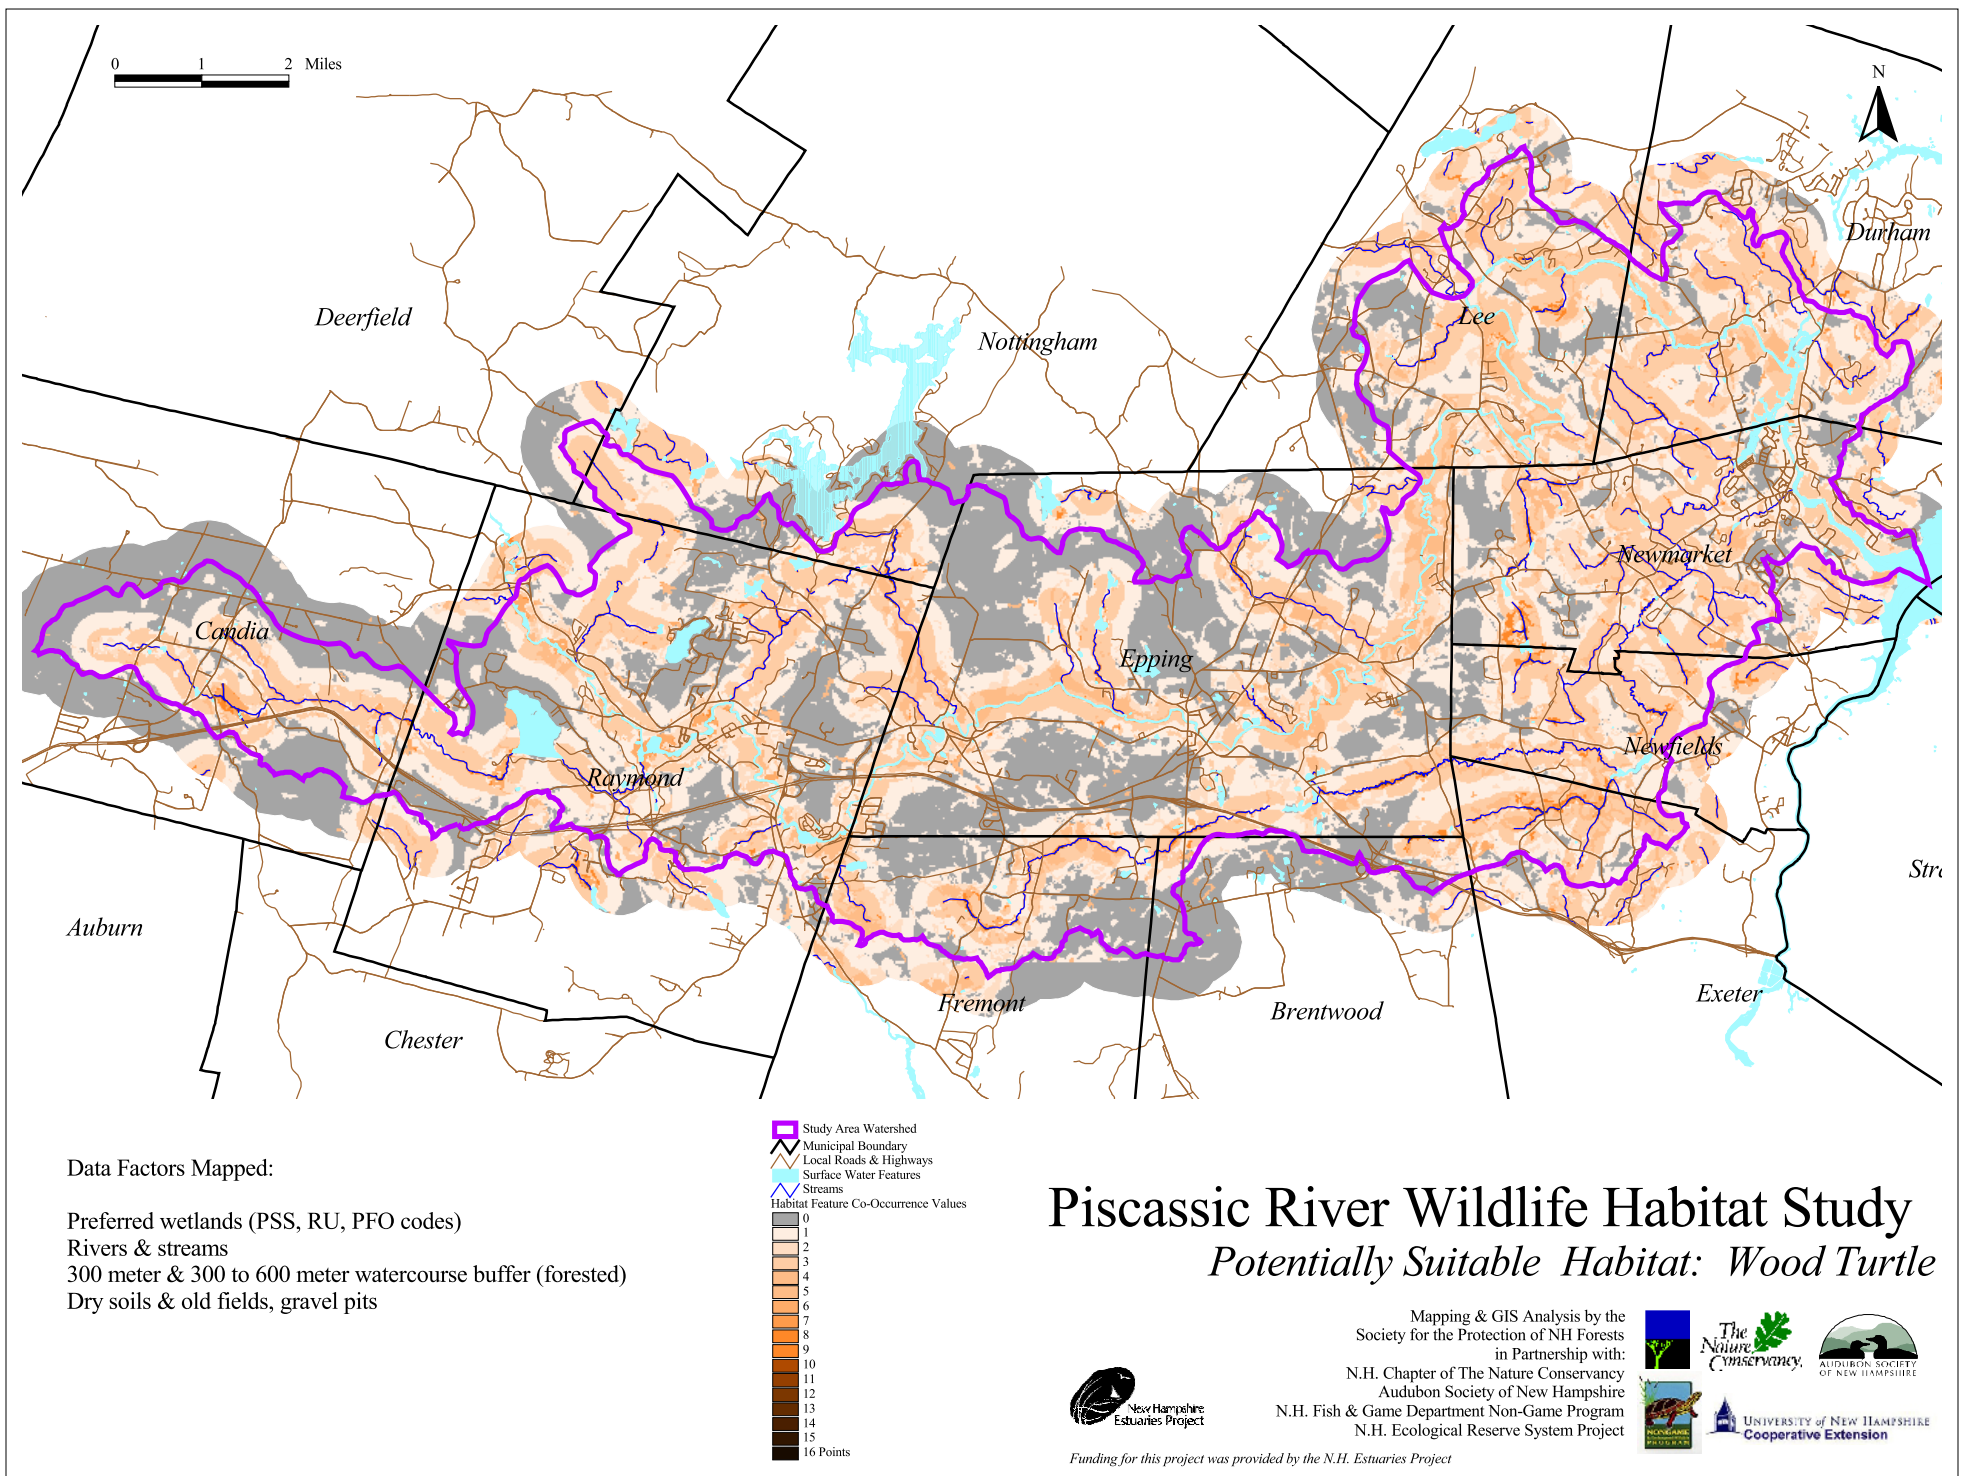 0 1 2 Miles
N
Durham
Deerfield
Nottingham
Lee
Newmarket
Candia
Epping
Newfields
Raymond
Stra
Auburn
Exeter
Fremont
Brentwood
Chester
Data Factors Mapped:
Preferred wetlands (PSS, RU, PFO codes)
Rivers & streams
300 meter & 300 to 600 meter watercourse buffer (forested)
Dry soils & old fields, gravel pits
Study Area Watershed
Municipal Boundary
Local Roads & Highways
Surface Water Features
Streams
Habitat Feature Co-Occurrence Values
0
1
2
3
4
5
6
7
8
9
10
11
12
13
14
15
16 Points
Piscassic River Wildlife Habitat Study
Potentially Suitable Habitat: Wood Turtle
Mapping & GIS Analysis by the
Society for the Protection of NH Forests
in Partnership with:
N.H. Chapter of The Nature Conservancy
Audubon Society of New Hampshire
N.H. Fish & Game Department Non-Game Program
N.H. Ecological Reserve System Project
Funding for this project was provided by the N.H. Estuaries Project
New Hampshire
Estuaries Project
The
Nature
Conservancy.
AUDUBON SOCIETY
OF NEW HAMPSHIRE
NONGAME
PROGRAM
UNIVERSITY of NEW HAMPSHIRE
Cooperative Extension